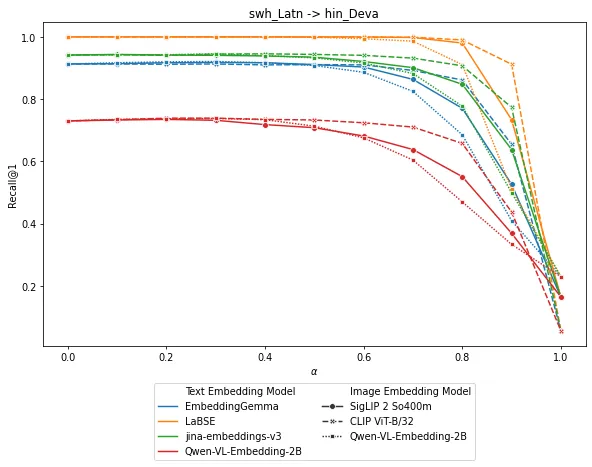 swh_Latn -> hin_Deva
Recall@1
1.0
0.8
0.6
0.4
0.2
0.0 0.2 0.4 0.6 0.8 1.0
α
Text Embedding Model Image Embedding Model
EmbeddingGemma SigLIP 2 So400m
LaBSE CLIP ViT-B/32
jina-embeddings-v3 Qwen-VL-Embedding-2B
Qwen-VL-Embedding-2B